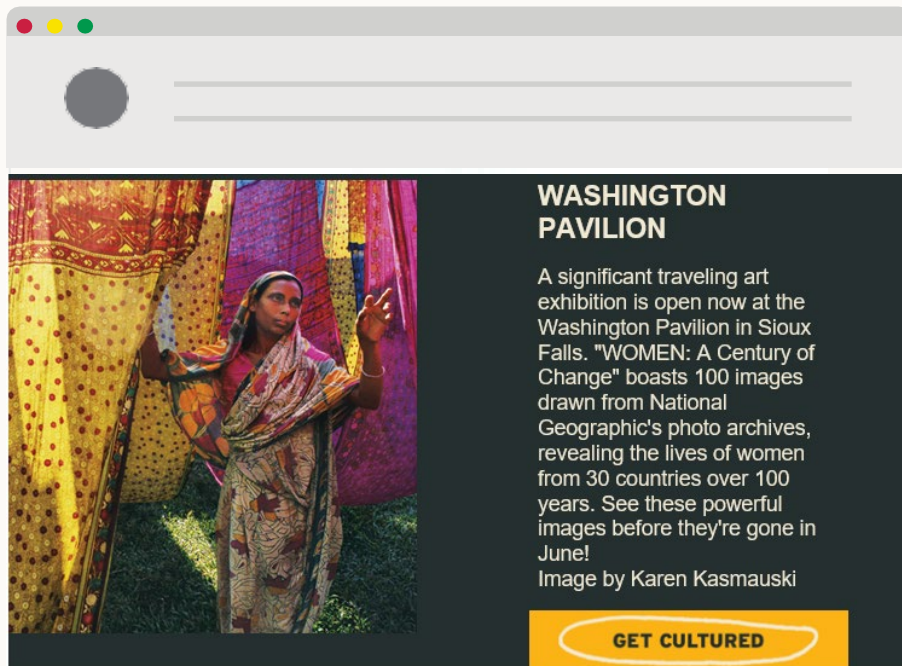 WASHINGTON
PAVILION
A significant traveling art
exhibition is open now at the
Washington Pavilion in Sioux
Falls. "WOMEN: A Century of
Change" boasts 100 images
drawn from National
Geographic's photo archives,
revealing the lives of women
from 30 countries over 100
years. See these powerful
images before they're gone in
June!
Image by Karen Kasmauski
GET CULTURED